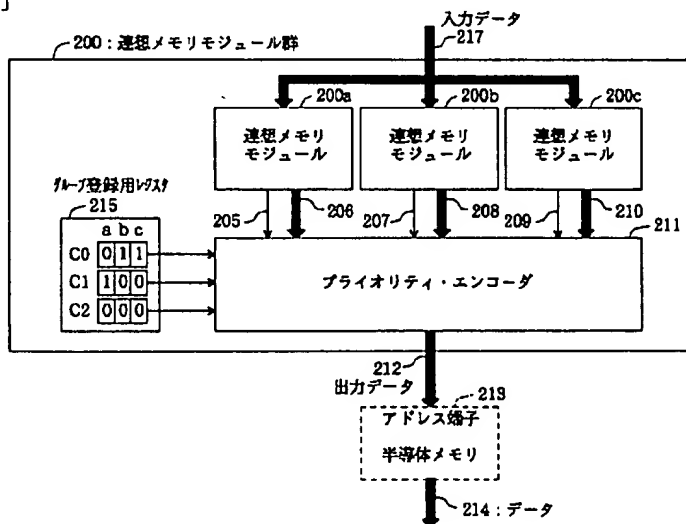 」
入力データ
217
200：連想メモリモジュール群
200a
200b
200c
連想メモリ
モジュール
連想メモリ
モジュール
連想メモリ
モジュール
グループ登録用レジスタ
215
205
206
207
208
209
210
211
a b c
C0 0 1 1
C1 1 0 0
C2 0 0 0
プライオリティ・エンコーダ
212
出力データ
213
アドレス端子
半導体メモリ
214：データ